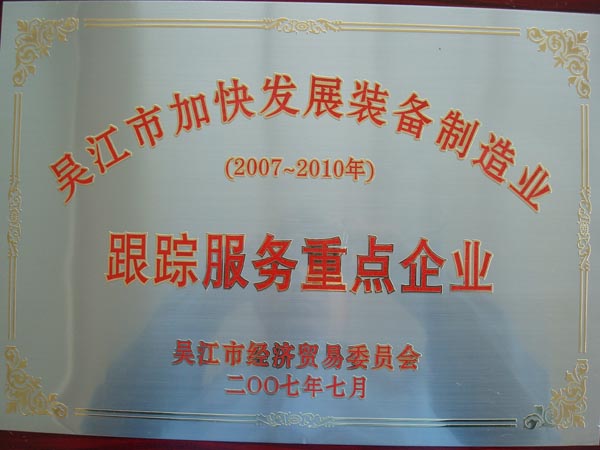 吴江市加快发展装备制造业
(2007~2010年)
跟踪服务重点企业
吴江市经济贸易委员会
二〇〇七年七月